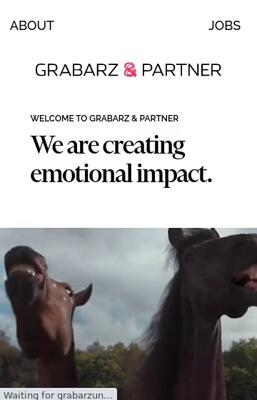 ABOUT JOBS
GRABARZ & PARTNER
WELCOME TO GRABARZ & PARTNER
We are creating
emotional impact.
Waiting for grabarzun...